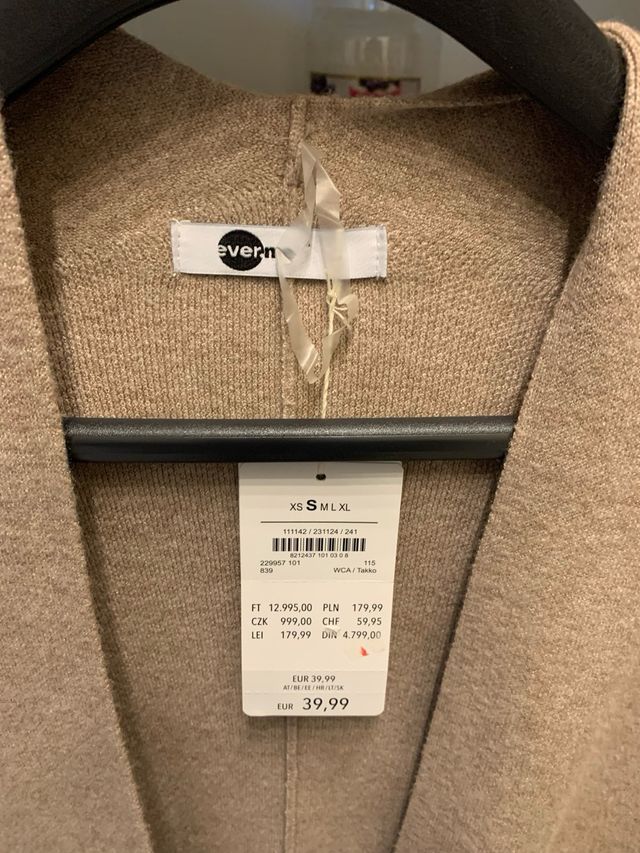 ever.m
XS S M L XL
111142 / 231124 / 241
8212437 101 03 0 8
229957 101 115
839 WCA / Takko
FT 12.995,00 PLN 179,99
CZK 999,00 CHF 59,95
LEI 179,99 DIN 4.799,00
EUR 39,99
AT/BE/EE/HR/LT/SK
EUR 39,99